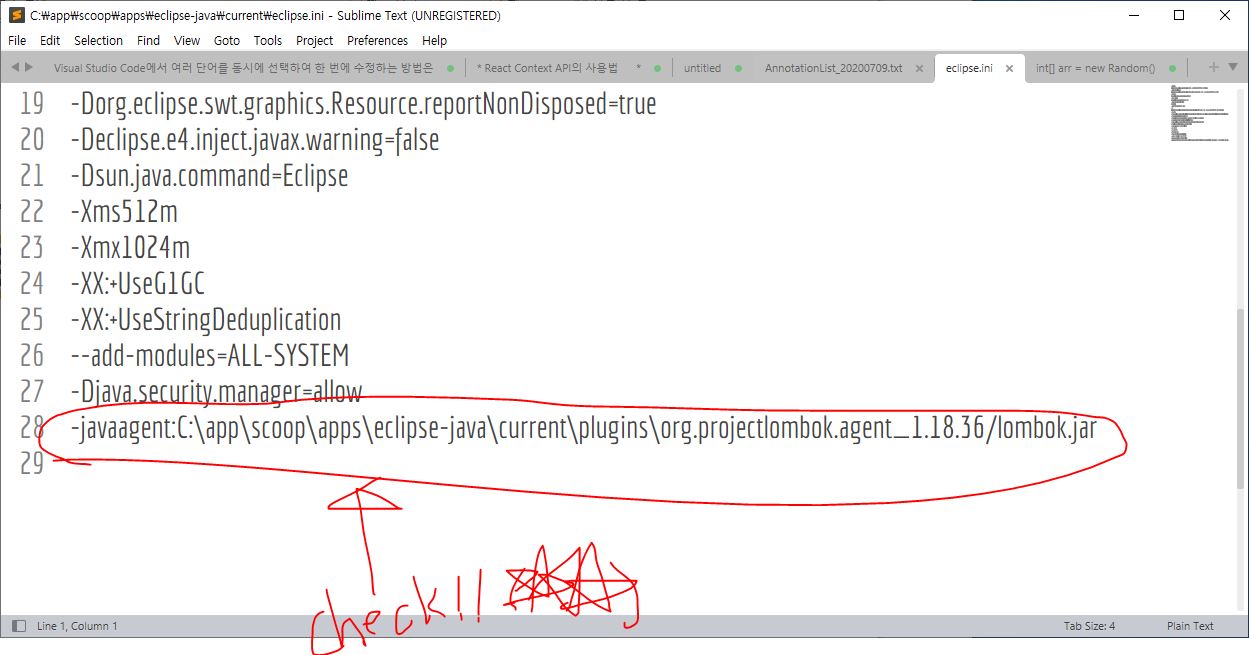 C:₩app₩scoop₩apps₩eclipse-java₩current₩eclipse.ini - Sublime Text (UNREGISTERED)
File Edit Selection Find View Goto Tools Project Preferences Help
Visual Studio Code에서 여러 단어를 동시에 선택하여 한 번에 수정하는 방법은 * React Context API의 사용법 * untitled AnnotationList_20200709.txt eclipse.ini int[] arr = new Random()
19 -Dorg.eclipse.swt.graphics.Resource.reportNonDisposed=true
20 -Declipse.e4.inject.javax.warning=false
21 -Dsun.java.command=Eclipse
22 -Xms512m
23 -Xmx1024m
24 -XX:+UseG1GC
25 -XX:+UseStringDeduplication
26 --add-modules=ALL-SYSTEM
27 -Djava.security.manager=allow
28 -javaagent:C:\app\scoop\apps\eclipse-java\current\plugins\org.projectlombok.agent_1.18.36/lombok.jar
29
check!!
Line 1, Column 1 Tab Size: 4 Plain Text